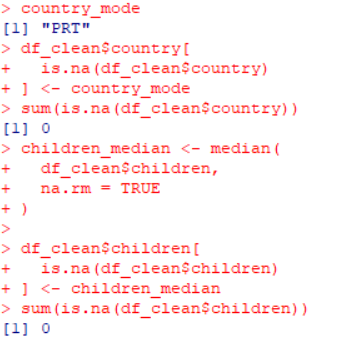 > country_mode
[1] "PRT"
> df_clean$country[
+   is.na(df_clean$country)
+ ] <- country_mode
> sum(is.na(df_clean$country))
[1] 0
> children_median <- median(
+   df_clean$children,
+   na.rm = TRUE
+ )
>
> df_clean$children[
+   is.na(df_clean$children)
+ ] <- children_median
> sum(is.na(df_clean$children))
[1] 0